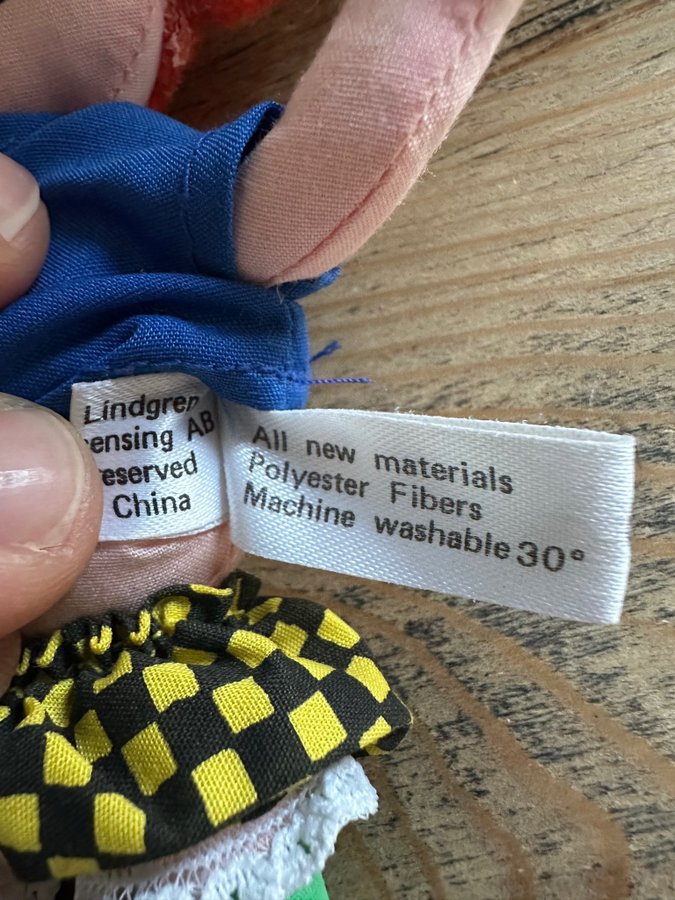 Lindgren
ensing AB
eserved
China
All new materials
Polyester Fibers
Machine washable 30°